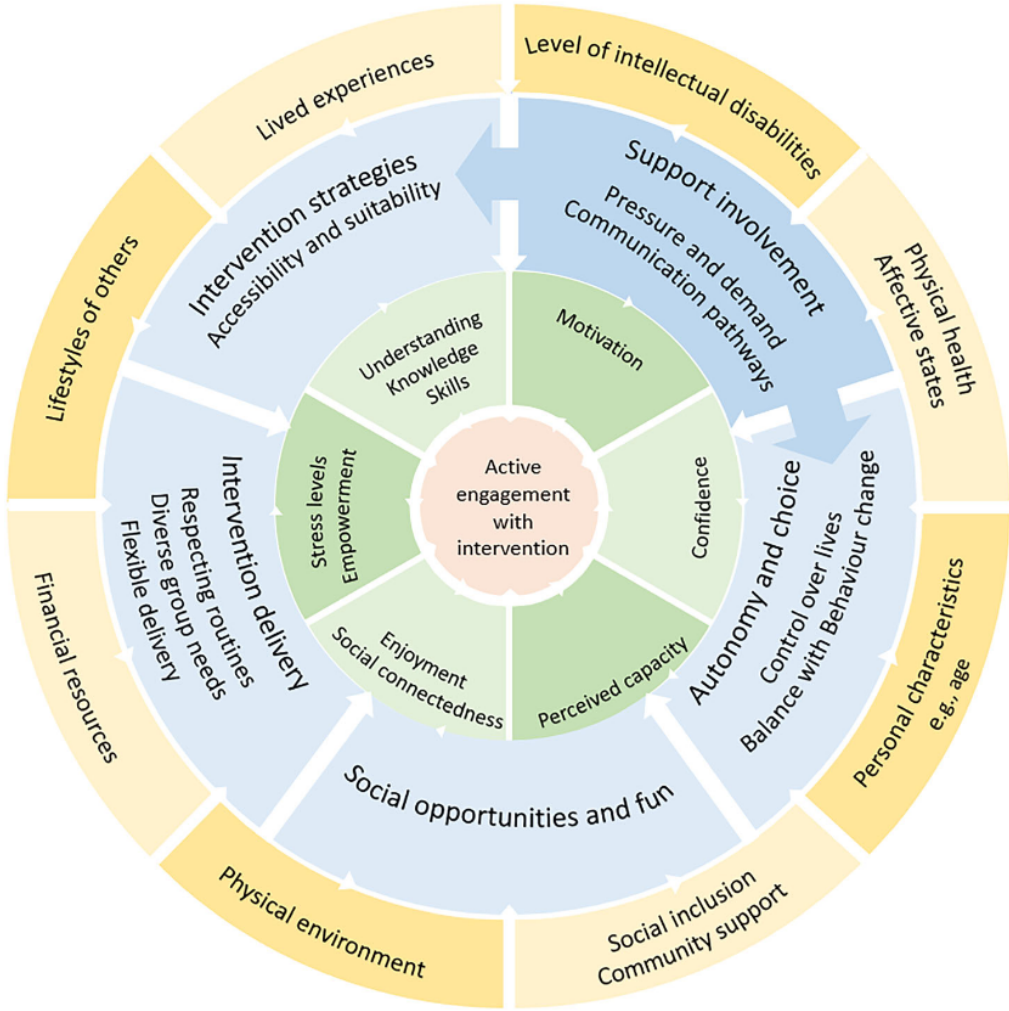 Lived experiences
Level of intellectual disabilities
Physical health
Affective states
Personal characteristics
e.g., age
Social inclusion
Community support
Physical environment
Financial resources
Lifestyles of others
Intervention strategies
Accessibility and suitability
Support involvement
Pressure and demand
Communication pathways
Autonomy and choice
Control over lives
Balance with Behaviour change
Social opportunities and fun
Intervention delivery
Respecting routines
Diverse group needs
Flexible delivery
Understanding
Knowledge
Skills
Motivation
Confidence
Perceived capacity
Enjoyment
Social connectedness
Stress levels
Empowerment
Active
engagement
with
intervention